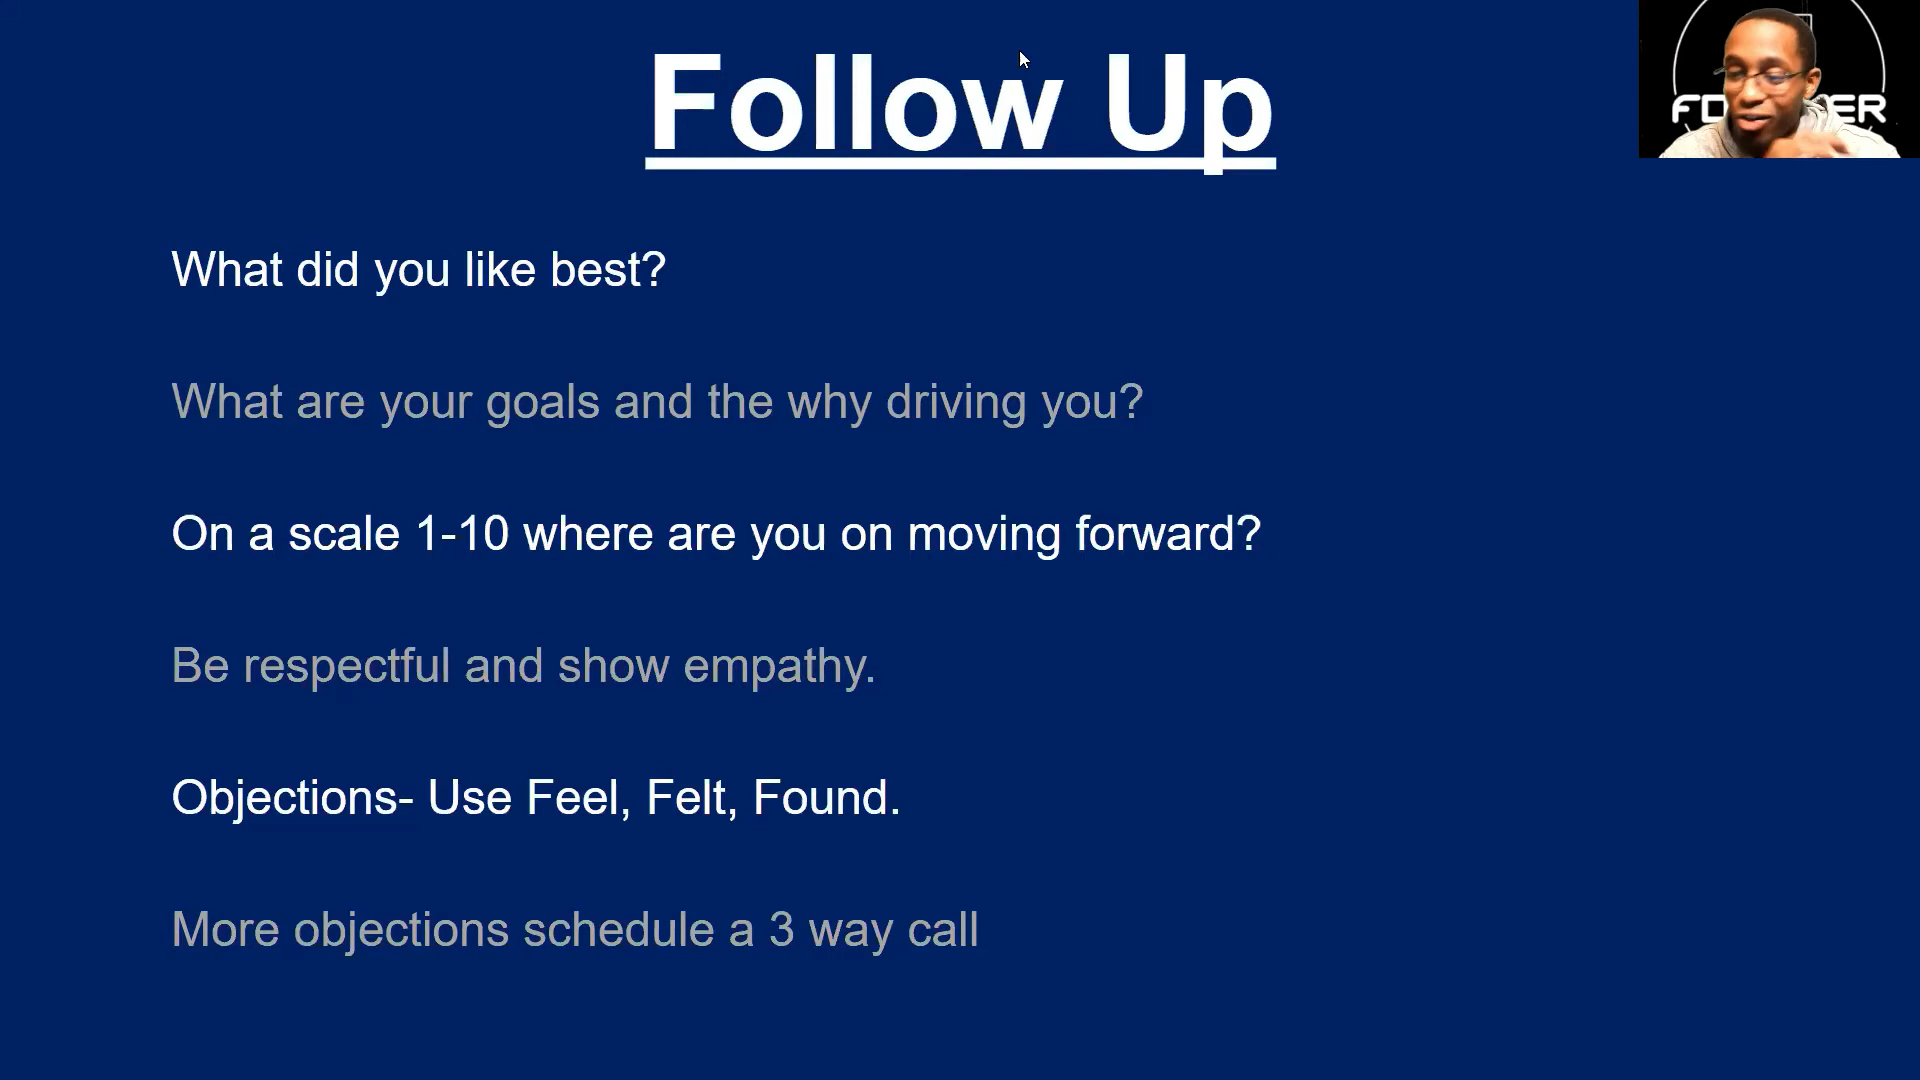 Follow Up
What did you like best?
What are your goals and the why driving you?
On a scale 1-10 where are you on moving forward?
Be respectful and show empathy.
Objections- Use Feel, Felt, Found.
More objections schedule a 3 way call